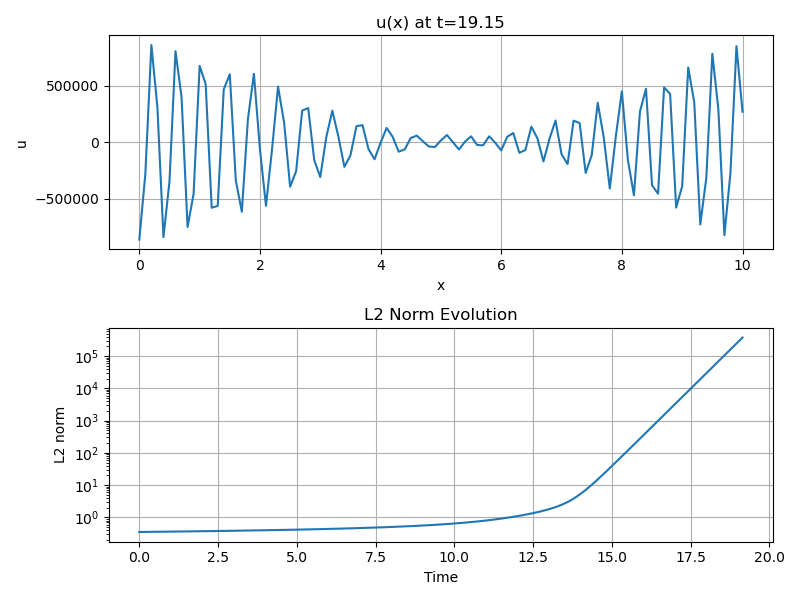 u(x) at t=19.15
500000
0
−500000
u
0 2 4 6 8 10
x
L2 Norm Evolution
10^5
10^4
10^3
10^2
10^1
10^0
L2 norm
0.0 2.5 5.0 7.5 10.0 12.5 15.0 17.5 20.0
Time